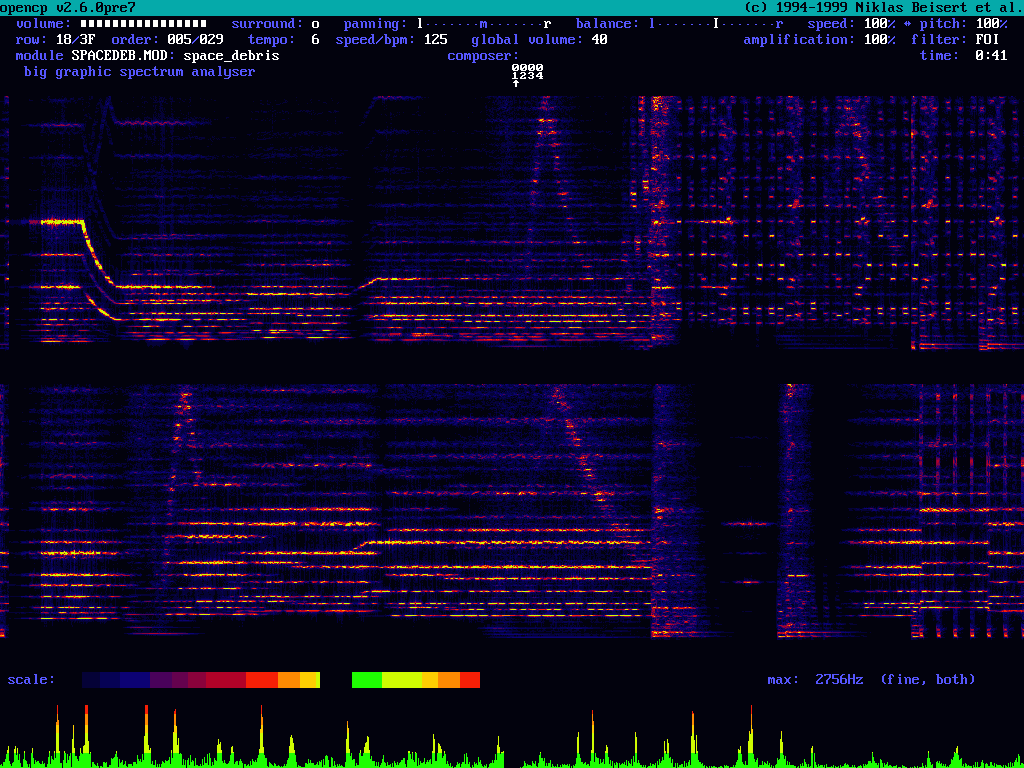 opencp v2.6.0pre7 (c) 1994-1999 Niklas Beisert et al.
volume: surround: o panning: l-------m-------r balance: l-------I-------r speed: 100% * pitch: 100%
row: 18/3F order: 005/029 tempo: 6 speed/bpm: 125 global volume: 40 amplification: 100% filter: FOI
module SPACEDEB.MOD: space_debris composer: time: 0:41
big graphic spectrum analyser 0000
1234
↑
scale: max: 2756Hz (fine, both)